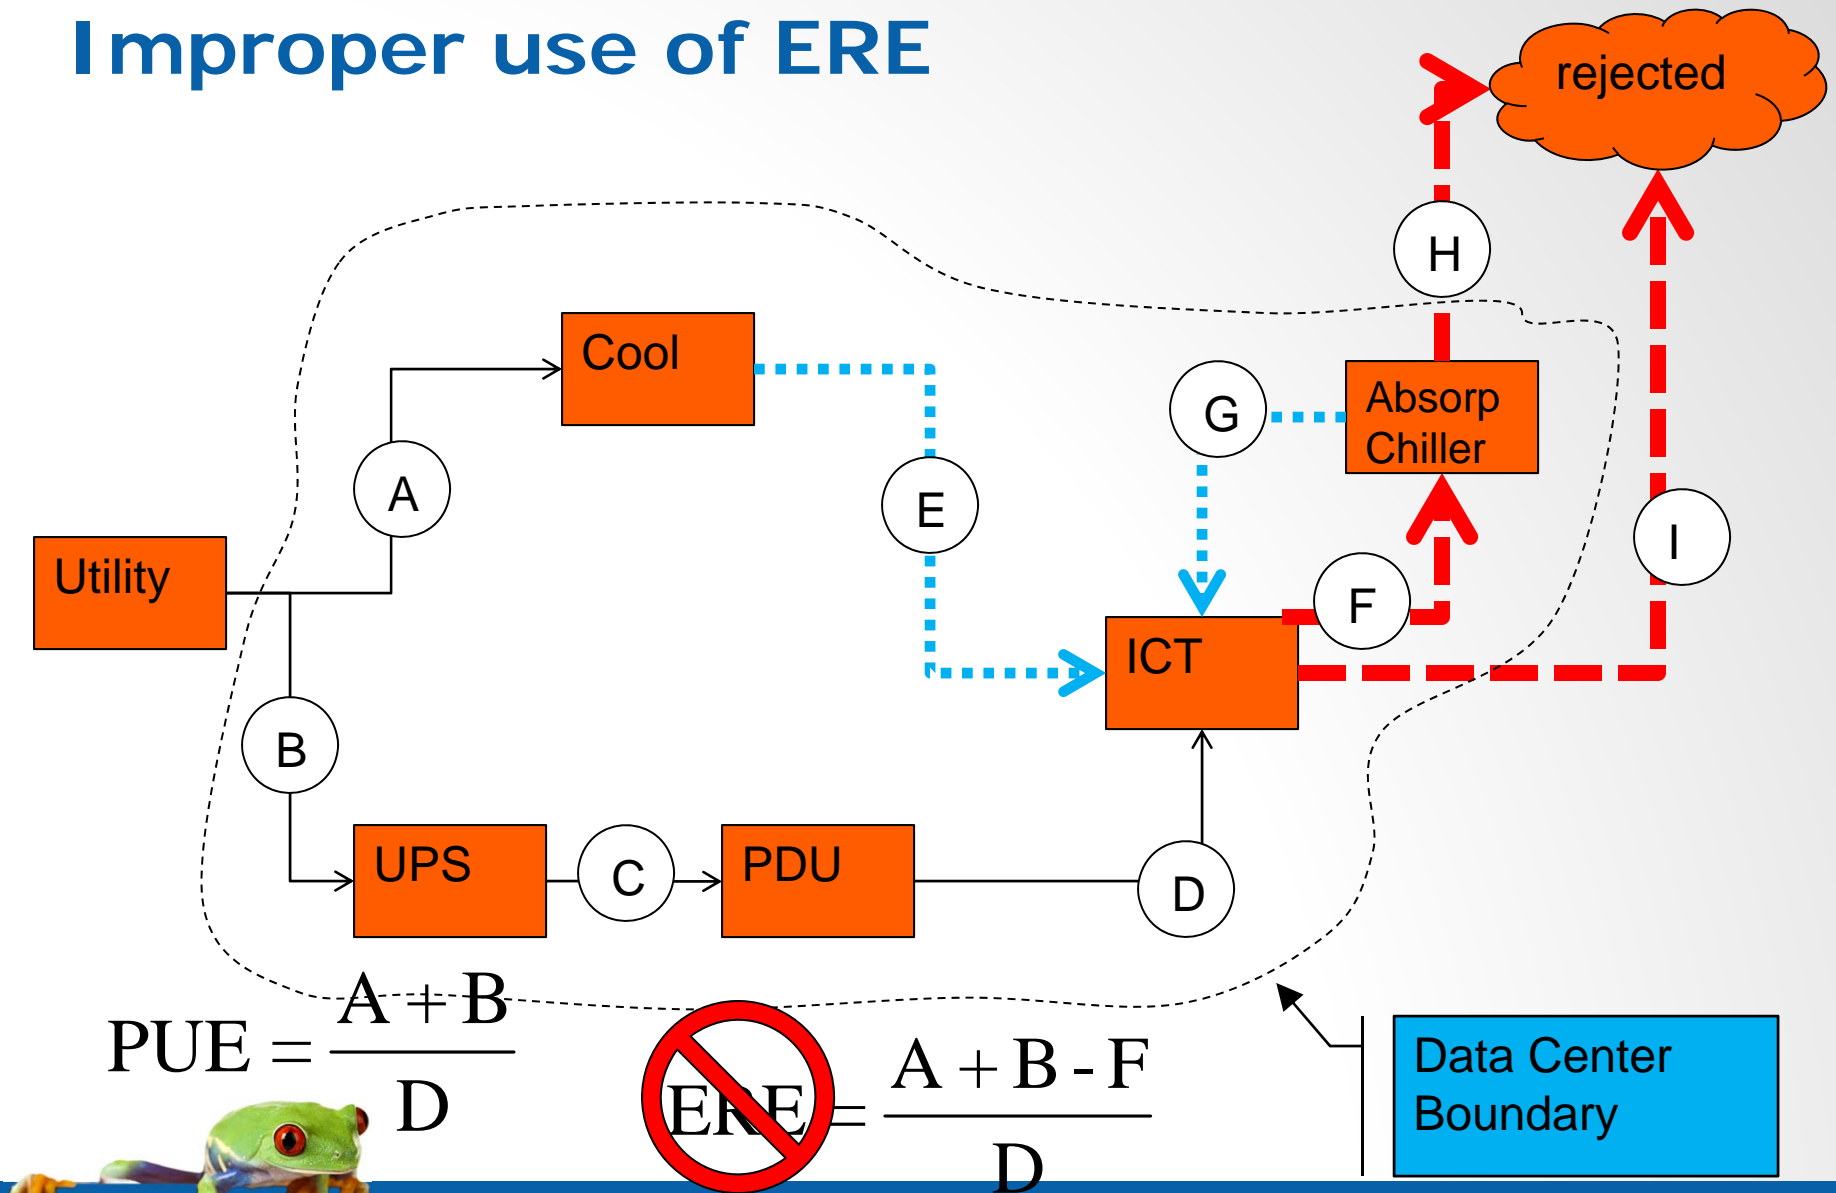 Improper use of ERE
rejected
H
Cool
G
Absorp
Chiller
A
E
I
Utility
F
ICT
B
UPS
C
PDU
D
PUE = A + B / D
ERE = A + B - F / D
Data Center
Boundary